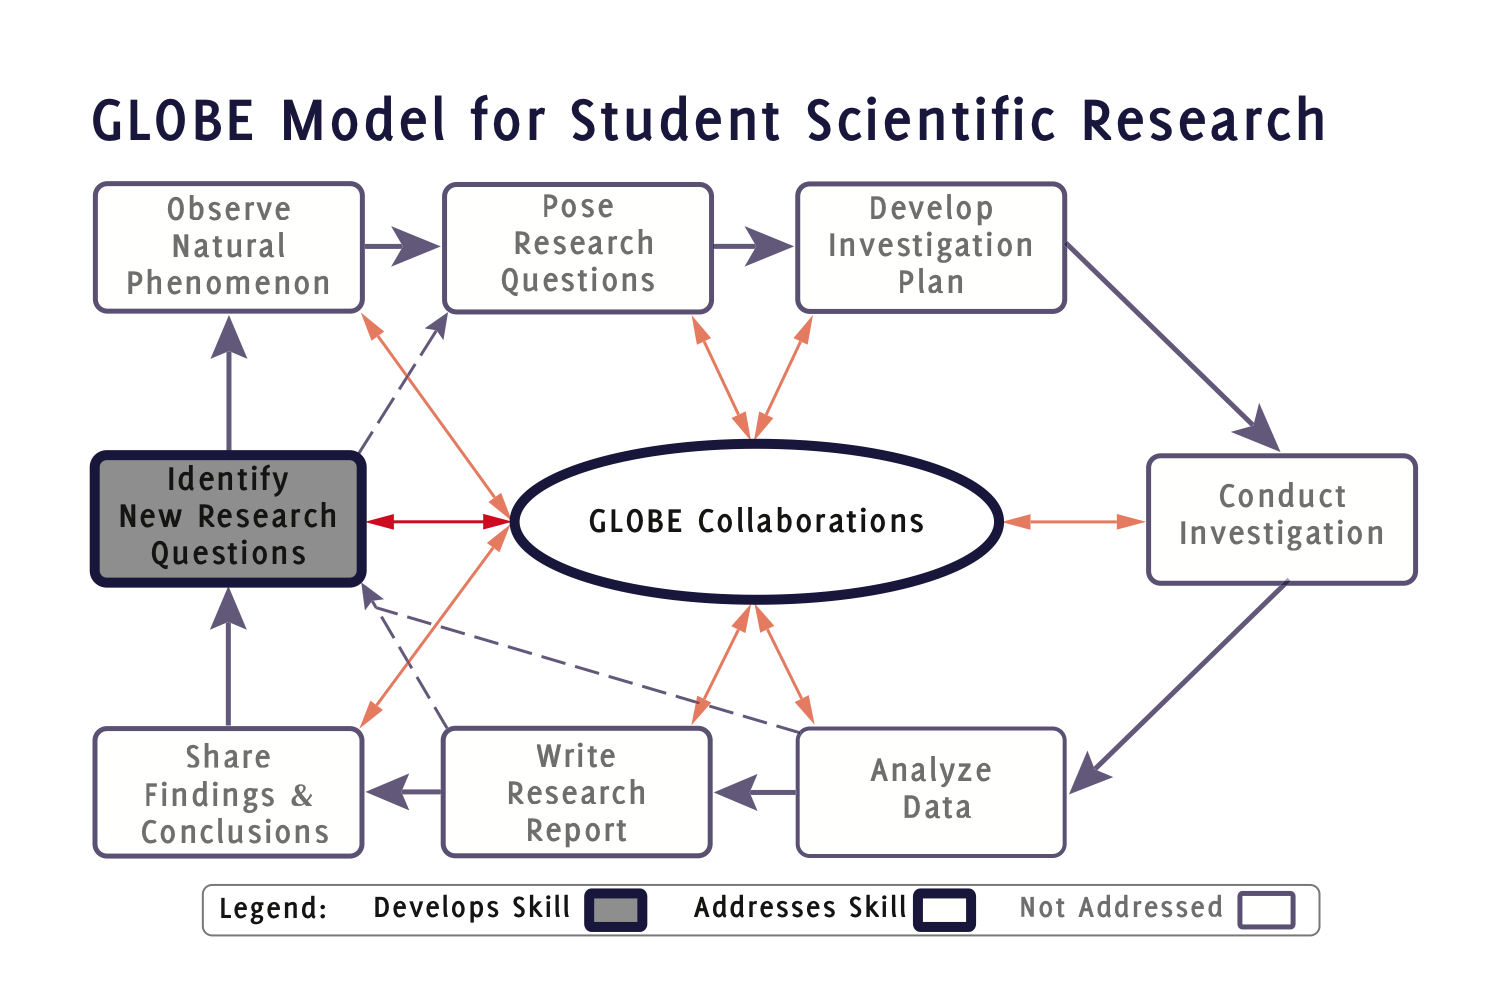 GLOBE Model for Student Scientific Research
Observe
Natural
Phenomenon
Pose
Research
Questions
Develop
Investigation
Plan
Identify
New Research
Questions
GLOBE Collaborations
Conduct
Investigation
Share
Findings &
Conclusions
Write
Research
Report
Analyze
Data
Legend: Develops Skill Addresses Skill Not Addressed